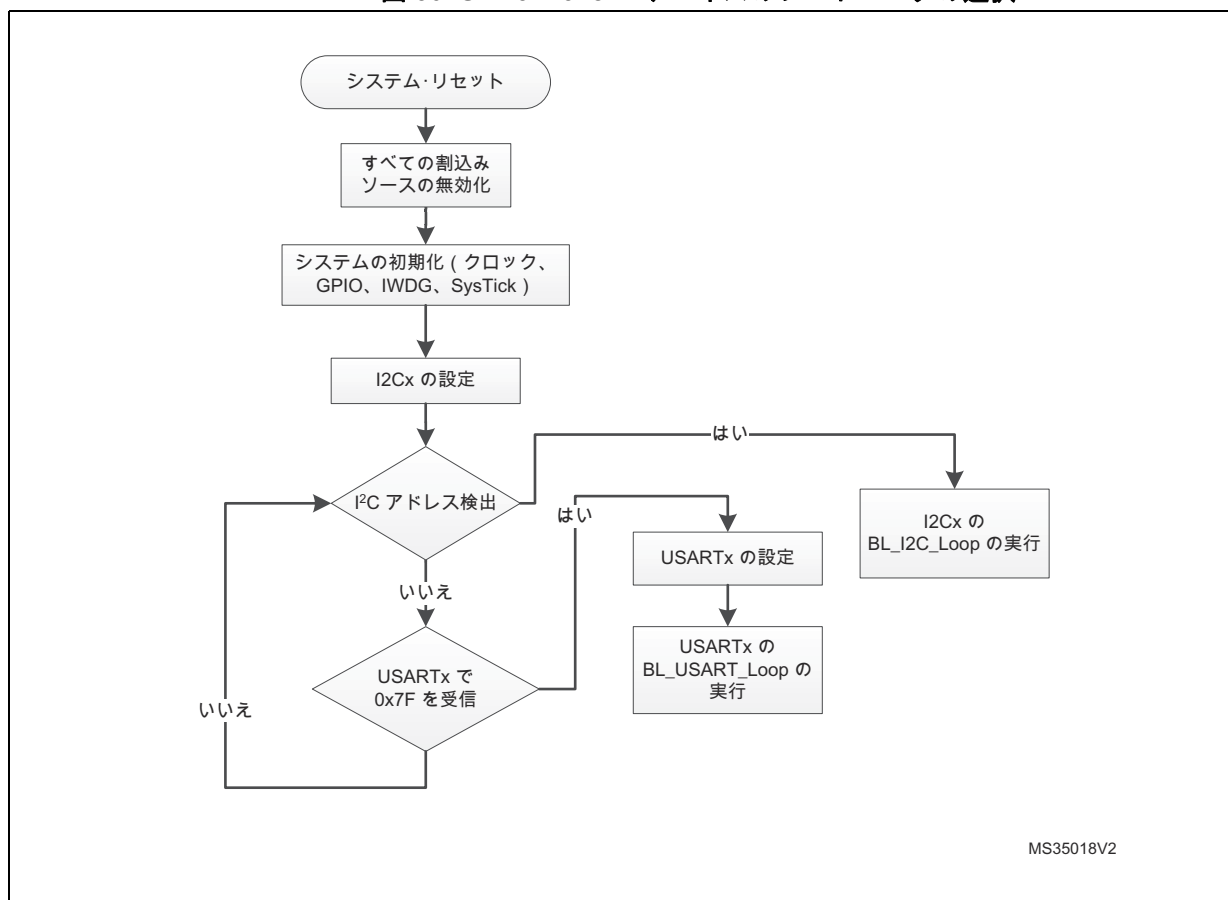 システム･リセット
すべての割込み
ソースの無効化
システムの初期化 ( クロック、
GPIO、IWDG、SysTick )
I2Cx の設定
I²C アドレス検出
はい
I2Cx の
BL_I2C_Loop の実行
いいえ
はい
USARTx の設定
USARTx の
BL_USART_Loop の
実行
USARTx で
0x7F を受信
いいえ
MS35018V2